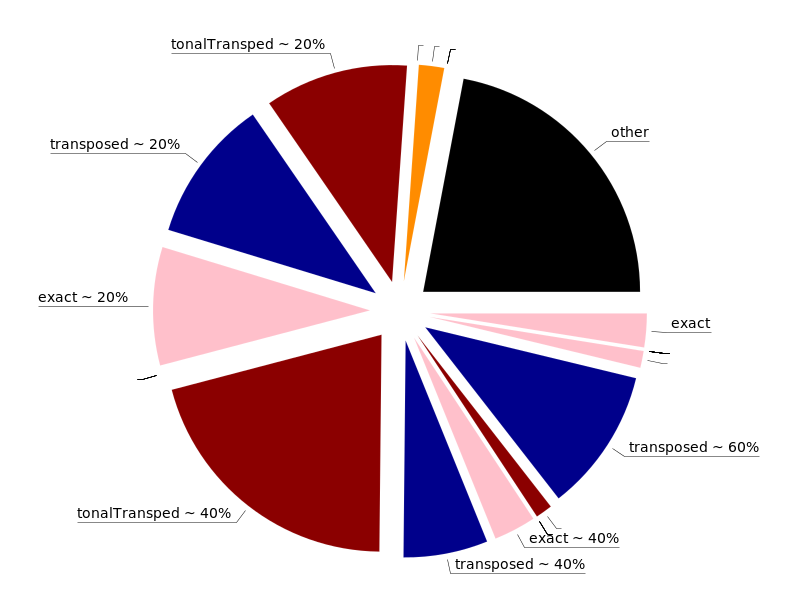 tonalTransped ~ 20%
other
transposed ~ 20%
exact ~ 20%
exact
transposed ~ 60%
tonalTransped ~ 40%
exact ~ 40%
transposed ~ 40%